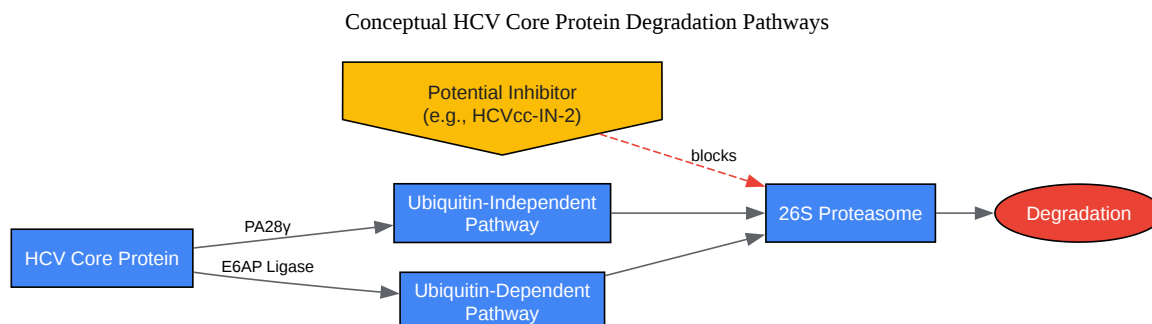 Conceptual HCV Core Protein Degradation Pathways
Potential Inhibitor
(e.g., HCVcc-IN-2)
blocks
Ubiquitin-Independent
Pathway
26S Proteasome
Degradation
PA28γ
HCV Core Protein
E6AP Ligase
Ubiquitin-Dependent
Pathway